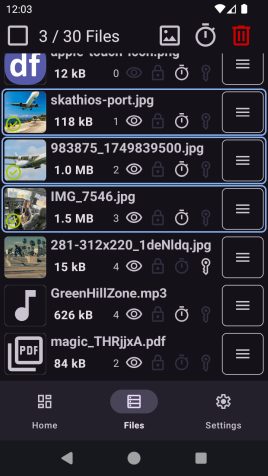 12:03
3 / 30 Files
apple-touch-icon.png
df
12 kB 0
skathios-port.jpg
118 kB 1
983875_1749839500.jpg
1.0 MB 2
IMG_7546.jpg
1.5 MB 3
281-312x220_1deNldq.jpg
15 kB 4
GreenHillZone.mp3
626 kB 4
magic_THRjjxA.pdf
PDF
84 kB 2
Home Files Settings